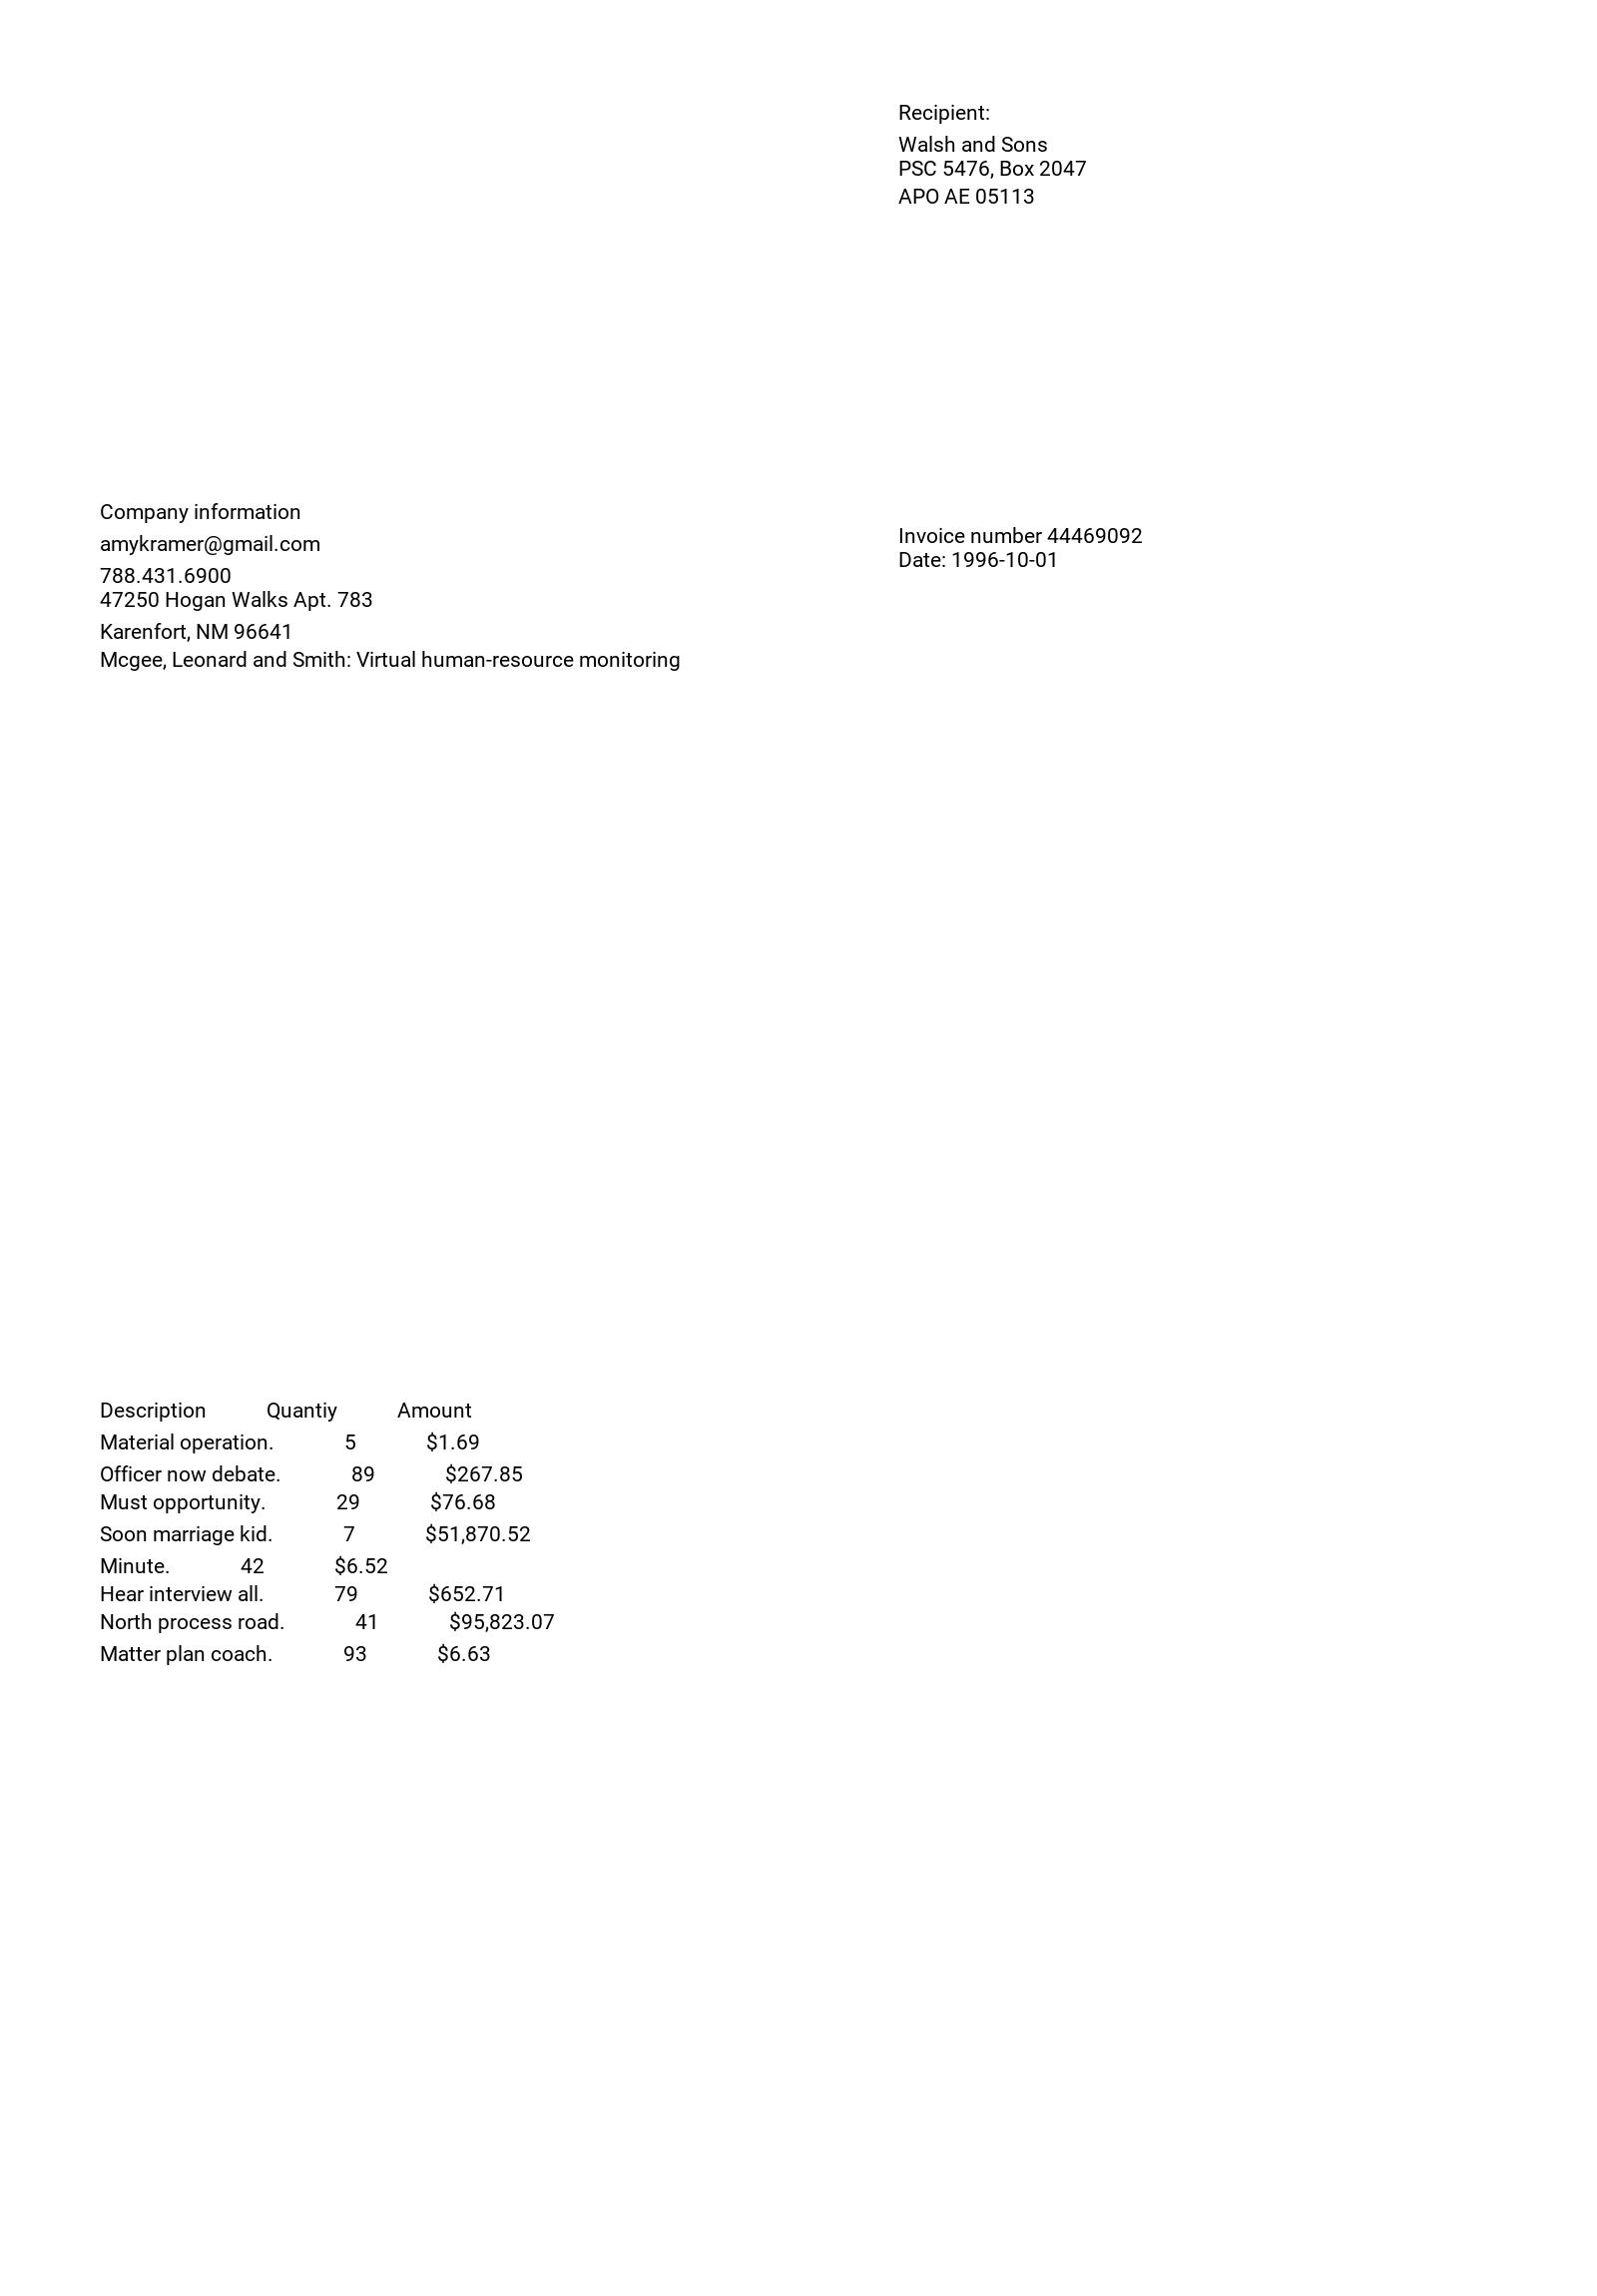 Recipient:
Walsh and Sons
PSC 5476, Box 2047
APO AE 05113
Company information
amykramer@gmail.com
788.431.6900
47250 Hogan Walks Apt. 783
Karenfort, NM 96641
Mcgee, Leonard and Smith: Virtual human-resource monitoring
Invoice number 44469092
Date: 1996-10-01
Description Quantiy Amount
Material operation. 5 $1.69
Officer now debate. 89 $267.85
Must opportunity. 29 $76.68
Soon marriage kid. 7 $51,870.52
Minute. 42 $6.52
Hear interview all. 79 $652.71
North process road. 41 $95,823.07
Matter plan coach. 93 $6.63